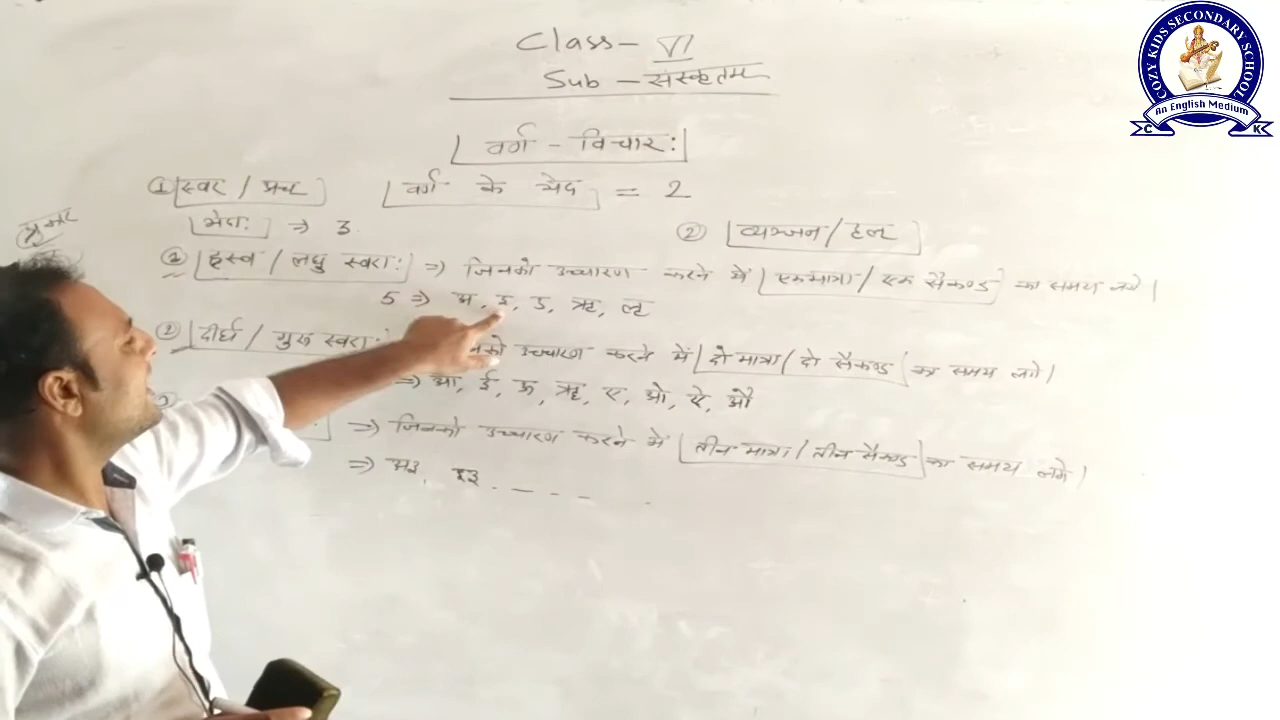 Class - VI
Sub - संस्कृतम
वर्ण - विचार:
① स्वर / अच
वर्ण के भेद = 2
भेदा: ⇒ 3
② व्यञ्जन / हल
① ह्स्व / लघु स्वरा: ⇒ जिनको उच्चारण करने में एकमात्रा / एक सैकण्ड का समय लगे।
5 ⇒ अ, इ, उ, ऋ, लृ
② दीर्घ / गुरु स्वरा: नको उच्चारण करने में दो मात्रा / दो सैकण्ड का समय लगे।
⇒ आ, ई, ऊ, ॠ, ए, ओ, ऐ, औ
⇒ जिनको उच्चारण करने में तीन मात्रा / तीन सैकण्ड का समय लगे।
⇒ अ३, इ३, - - - -
COZY KIDS SECONDARY SCHOOL
An English Medium
C K